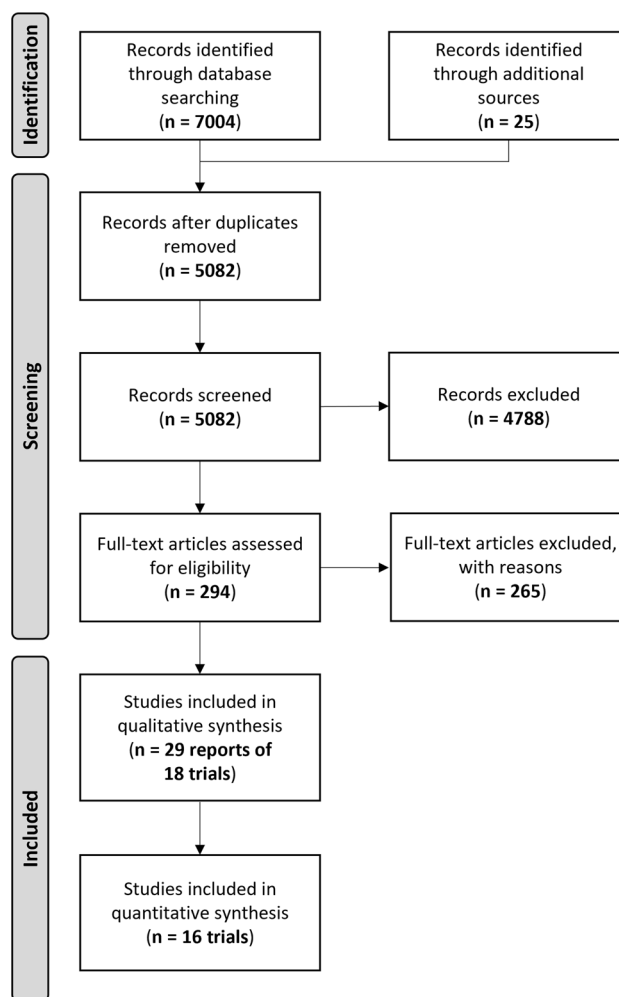 Identification
Records identified
through database
searching
(n = 7004)
Records identified
through additional
sources
(n = 25)
Screening
Records after duplicates
removed
(n = 5082)
Records screened
(n = 5082)
Records excluded
(n = 4788)
Full-text articles assessed
for eligibility
(n = 294)
Full-text articles excluded,
with reasons
(n = 265)
Included
Studies included in
qualitative synthesis
(n = 29 reports of
18 trials)
Studies included in
quantitative synthesis
(n = 16 trials)